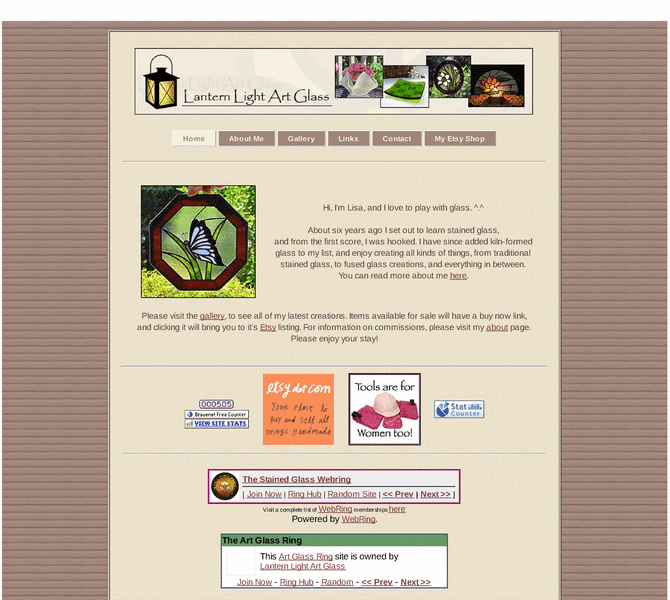 Lantern Light Art Glass
Home About Me Gallery Links Contact My Etsy Shop
Hi, I'm Lisa, and I love to play with glass. ^.^
About six years ago I set out to learn stained glass,
and from the first score, I was hooked. I have since added kiln-formed
glass to my list, and enjoy creating all kinds of things, from traditional
stained glass, to fused glass creations, and everything in between.
You can read more about me here.
Please visit the gallery, to see all of my latest creations. Items available for sale will have a buy now link,
and clicking it will bring you to it's Etsy listing. For information on commissions, please visit my about page.
Please enjoy your stay!
000505
Bravenet Free Counter
VIEW SITE STATS
etsy dot com
Your place to
buy and sell all
things handmade
Tools are for
Women too!
Stat
Counter
The Stained Glass Webring
[ Join Now | Ring Hub | Random Site | << Prev | Next >> ]
Visit a complete list of WebRing memberships here
Powered by WebRing.
The Art Glass Ring
This Art Glass Ring site is owned by
Lantern Light Art Glass
Join Now - Ring Hub - Random - << Prev - Next >>